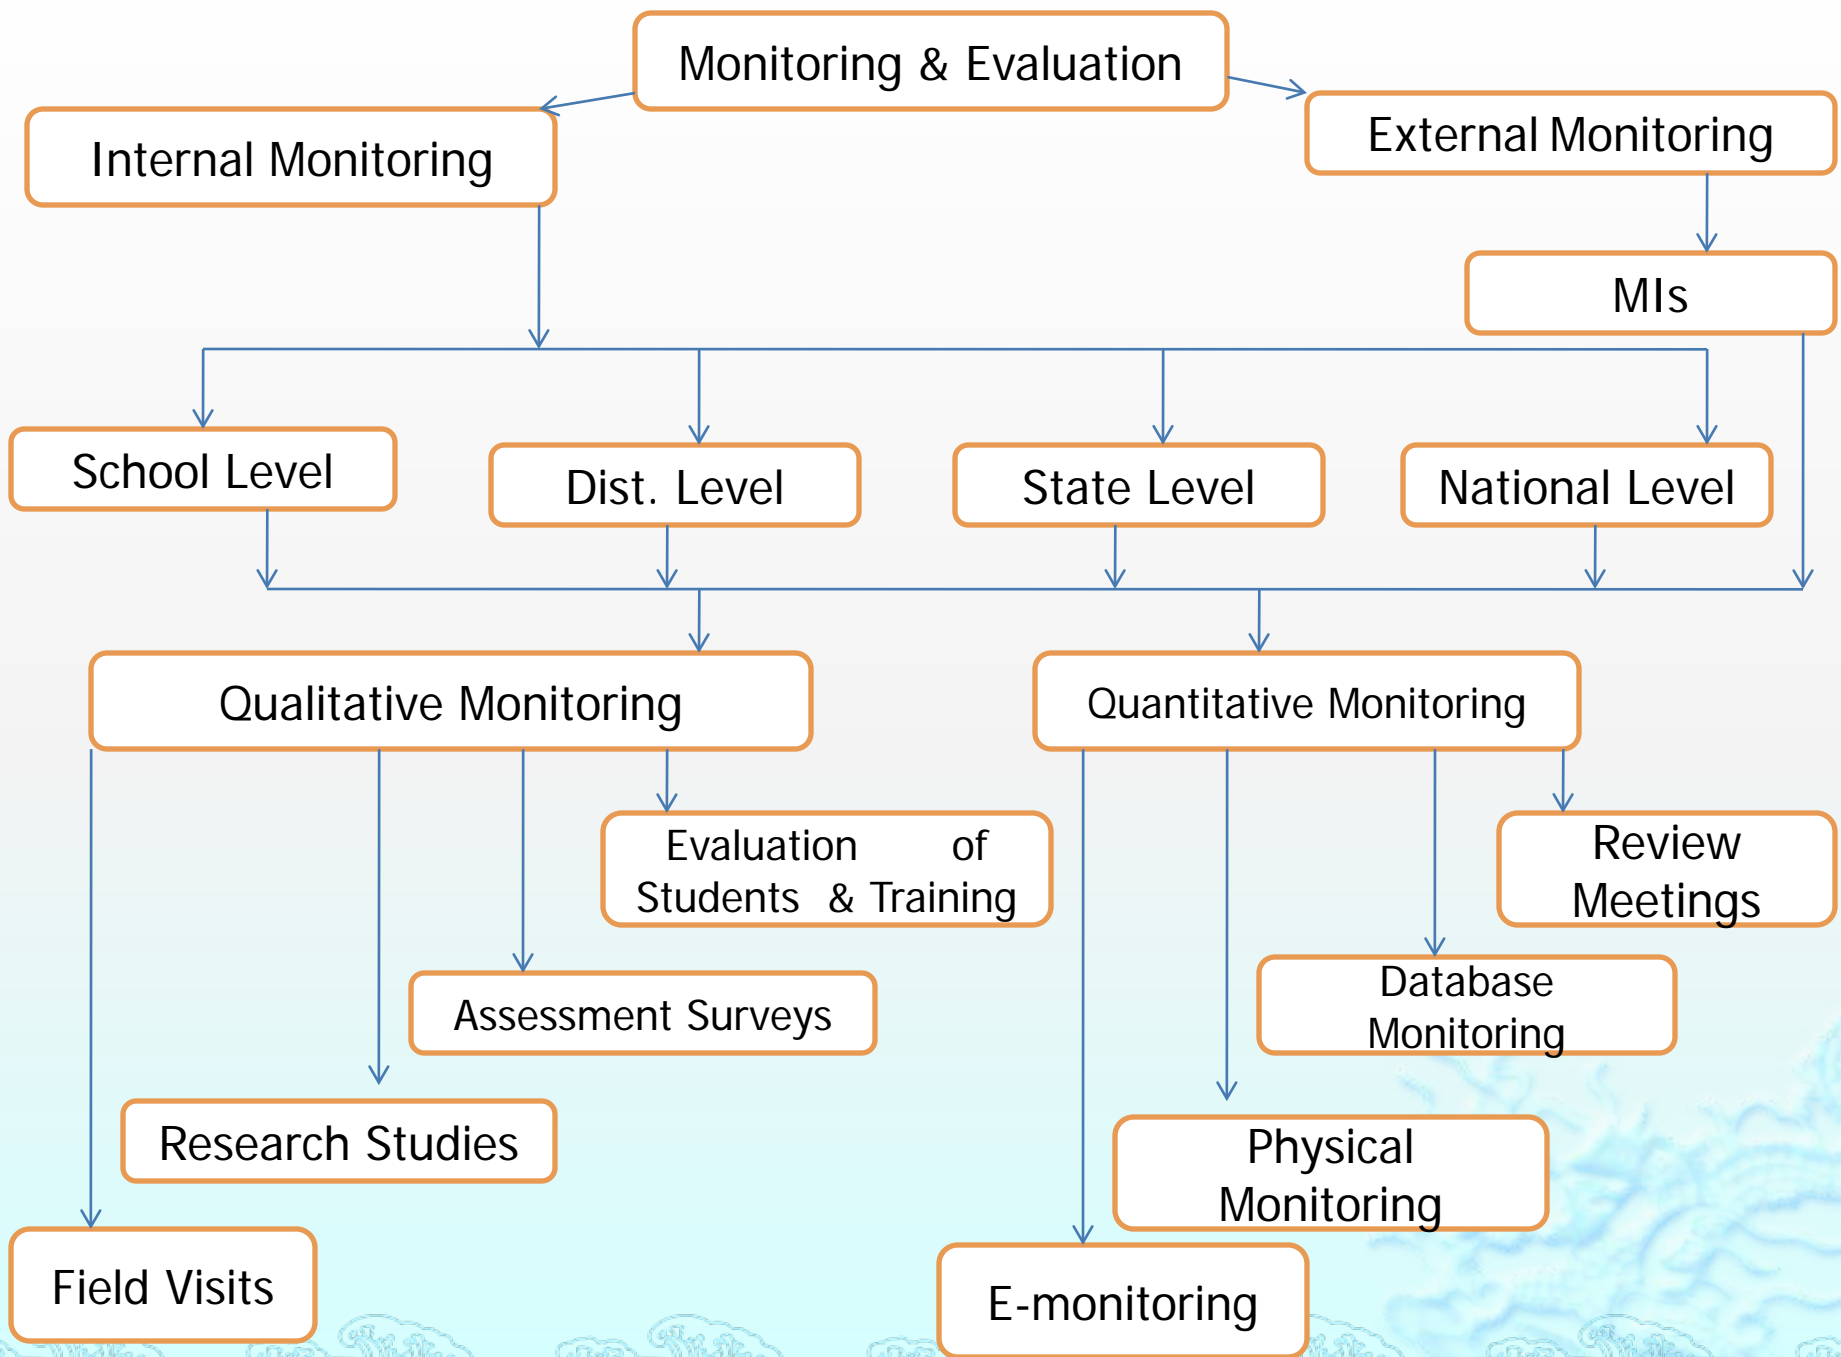 Monitoring & Evaluation
Internal Monitoring
External Monitoring
MIs
School Level
Dist. Level
State Level
National Level
Qualitative Monitoring
Quantitative Monitoring
Evaluation of
Students & Training
Review
Meetings
Assessment Surveys
Database
Monitoring
Research Studies
Physical
Monitoring
Field Visits
E-monitoring